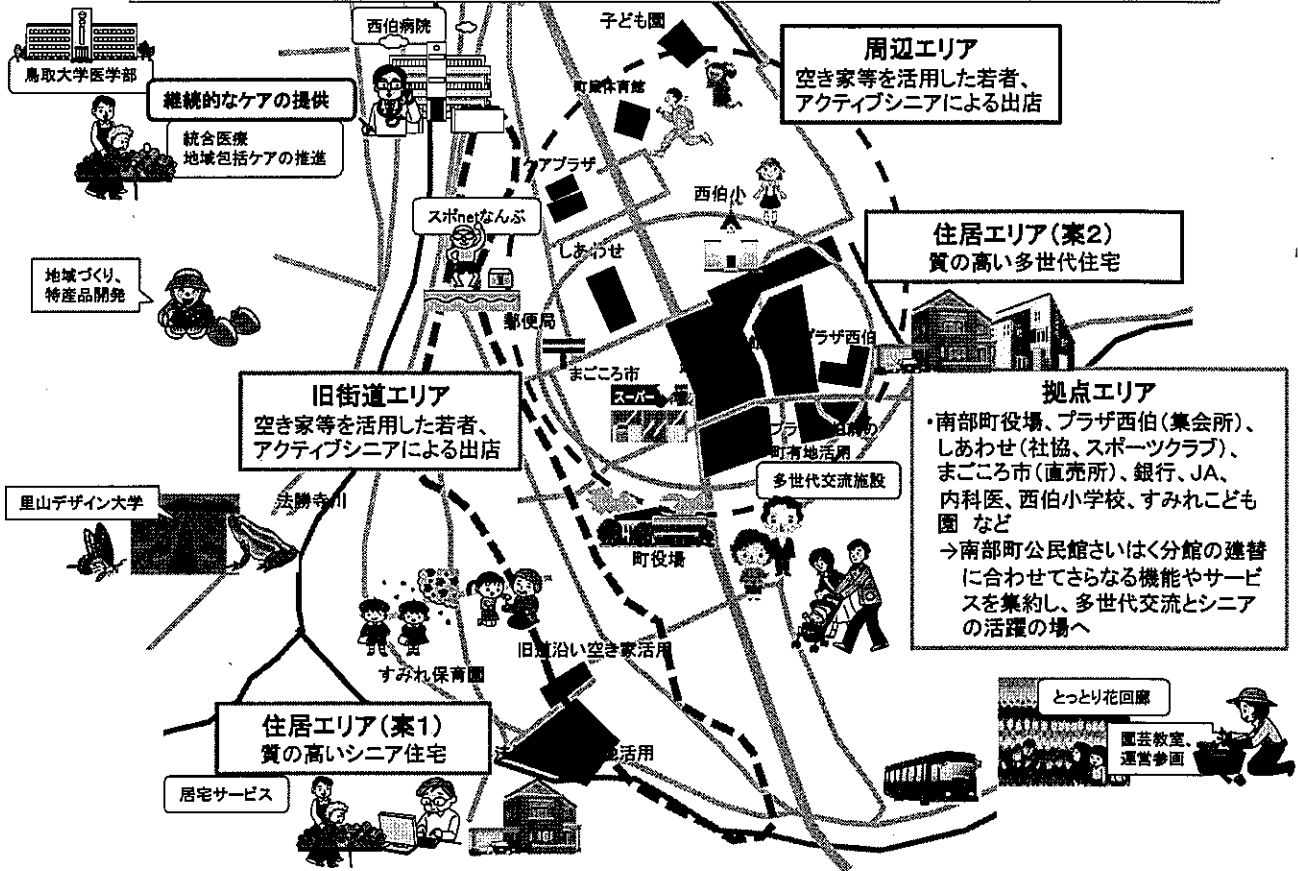 子ども園
西伯病院
周辺エリア
空き家等を活用した若者、
アクティブシニアによる出店
鳥取大学医学部
町営体育館
継続的なケアの提供
統合医療
地域包括ケアの推進
ケアプラザ
西伯小
スポnetなんぶ
住居エリア(案2)
質の高い多世代住宅
しあわせ
地域づくり、
特産品開発
郵便局
プラザ西伯
まごころ市
スーパー
旧街道エリア
空き家等を活用した若者、
アクティブシニアによる出店
拠点エリア
・南部町役場、プラザ西伯(集会所)、
しあわせ(社協、スポーツクラブ)、
まごころ市(直売所)、銀行、JA、
内科医、西伯小学校、すみれこども
園 など
→南部町公民館さいはく分館の建替
に合わせてさらなる機能やサービ
スを集約し、多世代交流とシニア
の活躍の場へ
町有地活用
多世代交流施設
里山デザイン大学
法勝寺川
町役場
旧道沿い空き家活用
すみれ保育園
住居エリア(案1)
質の高いシニア住宅
活用
とっとり花回廊
園芸教室、
運営参画
居宅サービス